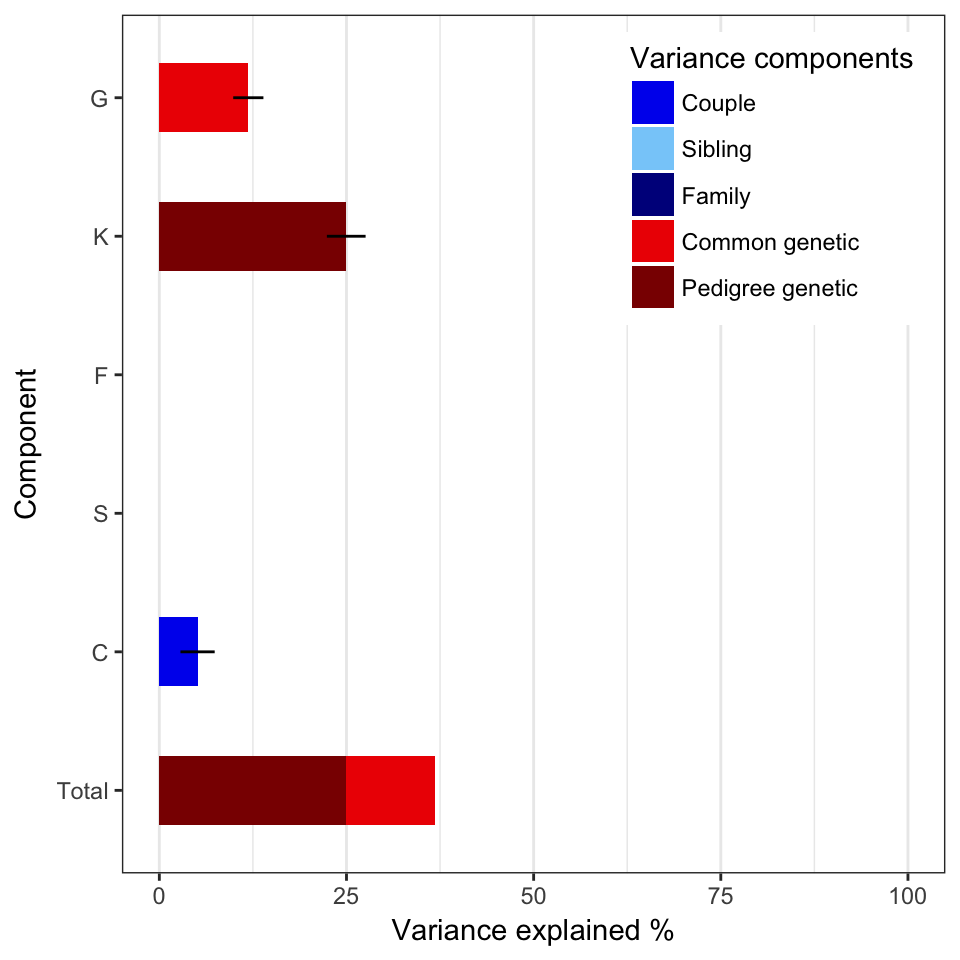 Variance components
Couple
Sibling
Family
Common genetic
Pedigree genetic
Component
G
K
F
S
C
Total
0 25 50 75 100
Variance explained %